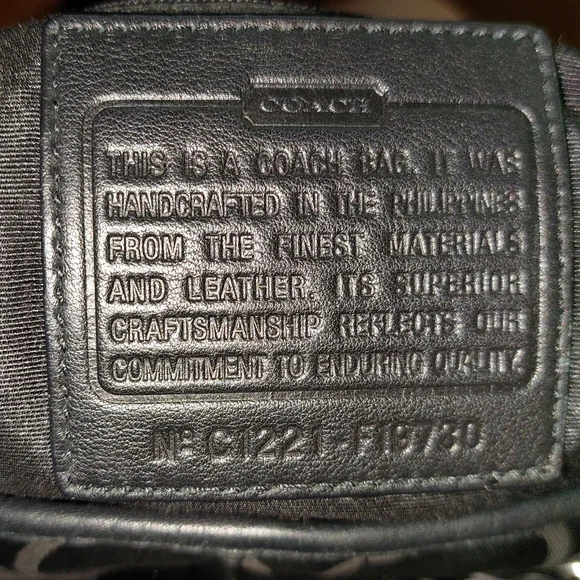 COACH
THIS IS A COACH BAG. IT WAS
HANDCRAFTED IN THE PHILIPPINES
FROM THE FINEST MATERIALS
AND LEATHER. ITS SUPERIOR
CRAFTSMANSHIP REFLECTS OUR
COMMITMENT TO ENDURING QUALITY.
Nº C1221-F19730